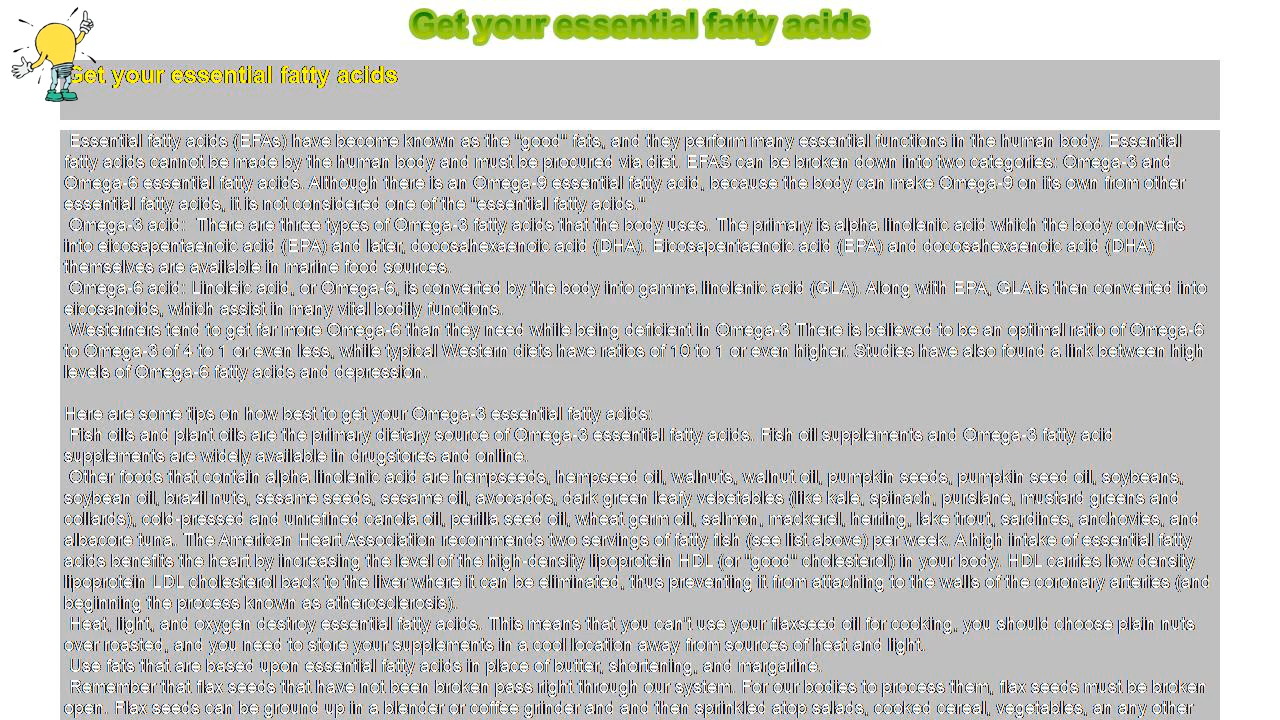 Get your essential fatty acids
Get your essential fatty acids
Essential fatty acids (EFAs) have become known as the "good" fats, and they perform many essential functions in the human body. Essential
fatty acids cannot be made by the human body and must be procured via diet. EFAS can be broken down into two categories: Omega-3 and
Omega-6 essential fatty acids. Although there is an Omega-9 essential fatty acid, because the body can make Omega-9 on its own from other
essential fatty acids, it is not considered one of the "essential fatty acids."
Omega-3 acid: There are three types of Omega-3 fatty acids that the body uses. The primary is alpha linolenic acid which the body converts
into eicosapentaenoic acid (EPA) and later, docosahexaenoic acid (DHA). Eicosapentaenoic acid (EPA) and docosahexaenoic acid (DHA)
themselves are available in marine food sources.
Omega-6 acid: Linoleic acid, or Omega-6, is converted by the body into gamma linolenic acid (GLA). Along with EPA, GLA is then converted into
eicosanoids, which assist in many vital bodily functions.
Westerners tend to get far more Omega-6 than they need while being deficient in Omega-3 There is believed to be an optimal ratio of Omega-6
to Omega-3 of 4 to 1 or even less, while typical Western diets have ratios of 10 to 1 or even higher. Studies have also found a link between high
levels of Omega-6 fatty acids and depression.
Here are some tips on how best to get your Omega-3 essential fatty acids:
Fish oils and plant oils are the primary dietary source of Omega-3 essential fatty acids. Fish oil supplements and Omega-3 fatty acid
supplements are widely available in drugstores and online.
Other foods that contain alpha linolenic acid are hempseeds, hempseed oil, walnuts, walnut oil, pumpkin seeds, pumpkin seed oil, soybeans,
soybean oil, brazil nuts, sesame seeds, sesame oil, avocados, dark green leafy vebetables (like kale, spinach, purslane, mustard greens and
collards), cold-pressed and unrefined canola oil, perilla seed oil, wheat germ oil, salmon, mackerel, herring, lake trout, sardines, anchovies, and
albacore tuna. The American Heart Association recommends two servings of fatty fish (see list above) per week. A high intake of essential fatty
acids benefits the heart by increasing the level of the high-density lipoprotein HDL (or "good" cholesterol) in your body. HDL carries low density
lipoprotein LDL cholesterol back to the liver where it can be eliminated, thus preventing it from attaching to the walls of the coronary arteries (and
beginning the process known as atherosclerosis).
Heat, light, and oxygen destroy essential fatty acids. This means that you can't use your flaxseed oil for cooking, you should choose plain nuts
over roasted, and you need to store your supplements in a cool location away from sources of heat and light.
Use fats that are based upon essential fatty acids in place of butter, shortening, and margarine.
Remember that flax seeds that have not been broken pass right through our system. For our bodies to process them, flax seeds must be broken
open. Flax seeds can be ground up in a blender or coffee grinder and and then sprinkled atop salads, cooked cereal, vegetables, an any other